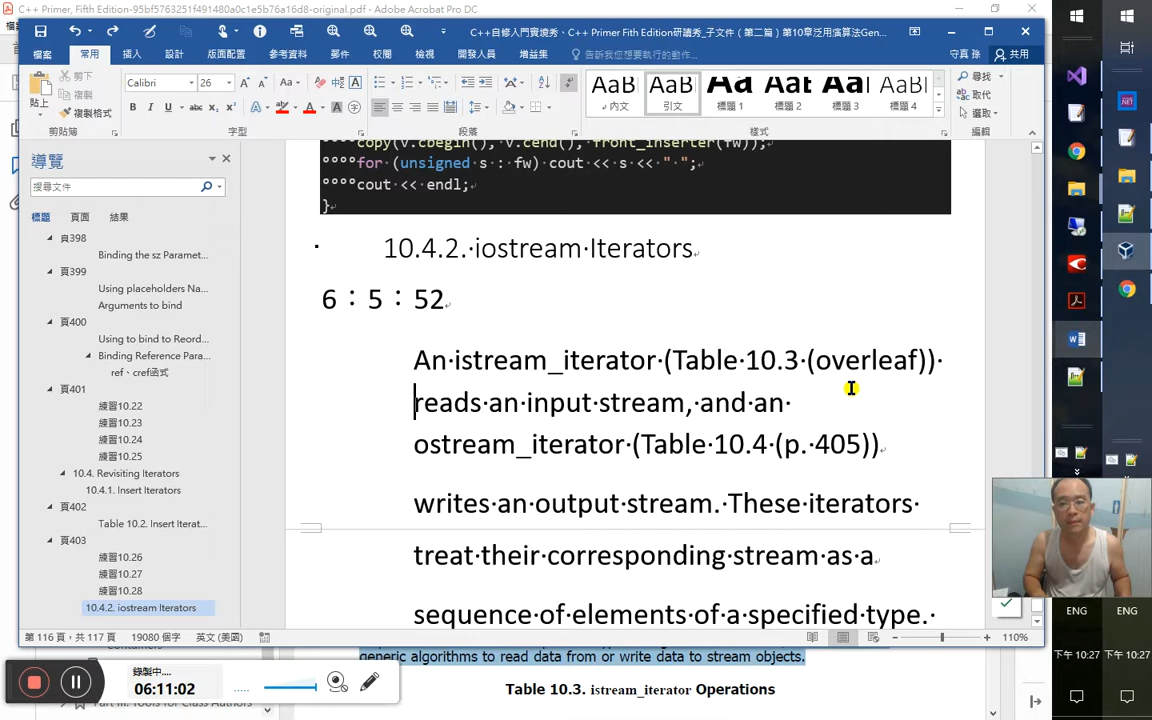 C++ Primer, Fifth Edition-95bf5763251f491480a0c1e5b76a16d8-original.pdf - Adobe Acrobat Pro DC
C++自修入門實境秀、C++ Primer Fifth Edition研讀秀_子文件（第二篇）第10章泛用演算法Gen...
檔案
常用
插入
設計
版面配置
參考資料
郵件
校閱
檢視
開發人員
增益集
告訴我您想要執行的動作...
守真 孫
共用
貼上
剪下
複製
複製格式
剪貼簿
Calibri
26
字型
段落
AaB
內文
AaB
引文
AaB
標題 1
Aat
標題 2
AaB
標題 3
AaBl
標題 4
樣式
尋找
取代
選取
編輯
導覽
搜尋文件
標題
頁面
結果
頁398
Binding the sz Paramet...
頁399
Using placeholders Na...
Arguments to bind
頁400
Using to bind to Reord...
Binding Reference Para...
ref、cref函式
頁401
練習10.22
練習10.23
練習10.24
練習10.25
10.4. Revisiting Iterators
10.4.1. Insert Iterators
頁402
Table 10.2. Insert Iterat...
頁403
練習10.26
練習10.27
練習10.28
10.4.2. iostream Iterators
copy(v.cbegin(), v.cend(), front_inserter(fw));
for (unsigned s : fw) cout << s << " ";
cout << endl;
}
10.4.2. iostream Iterators
6：5：52
An istream_iterator (Table 10.3 (overleaf))
reads an input stream, and an
ostream_iterator (Table 10.4 (p. 405))
writes an output stream. These iterators
treat their corresponding stream as a
sequence of elements of a specified type.
第 116 頁，共 117 頁
19080 個字
英文 (美國)
110%
generic algorithms to read data from or write data to stream objects.
Table 10.3. istream_iterator Operations
錄製中...
06:11:02
ENG
ENG
下午 10:27
下午 10:27